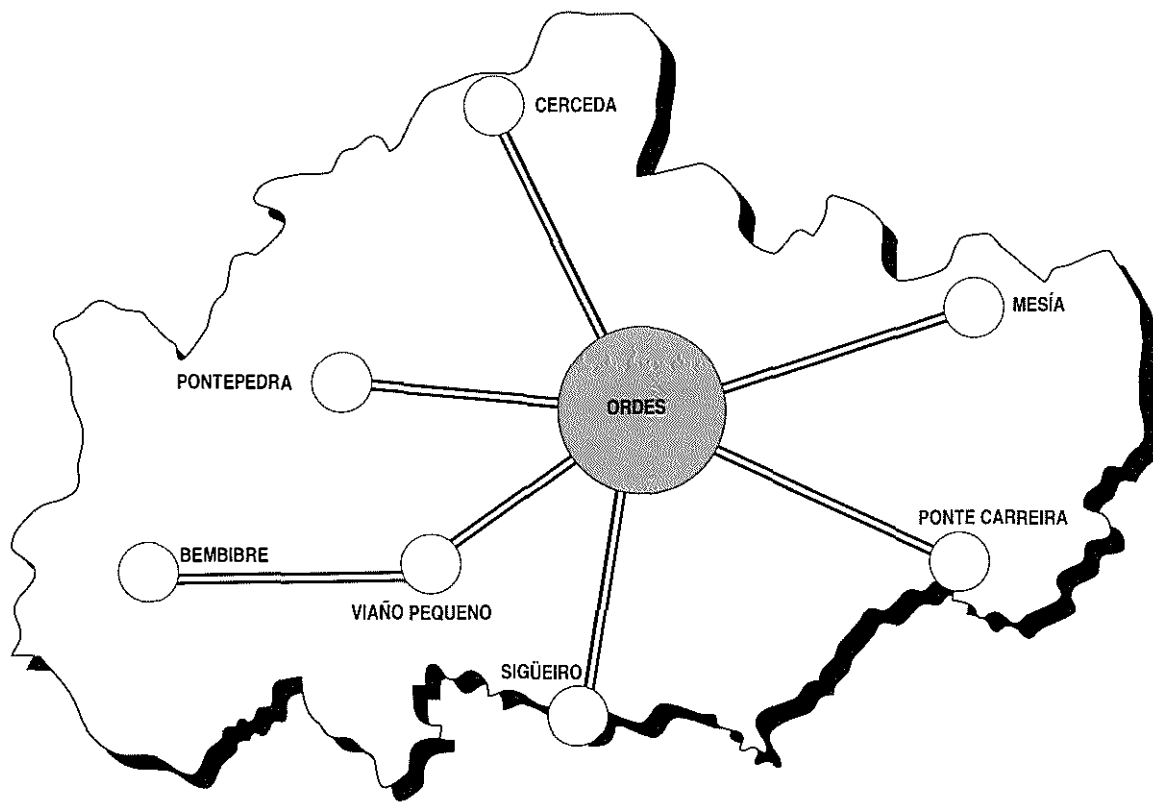 CERCEDA
MESÍA
PONTEPEDRA
ORDES
PONTE CARREIRA
BEMBIBRE
VIAÑO PEQUENO
SIGÜEIRO